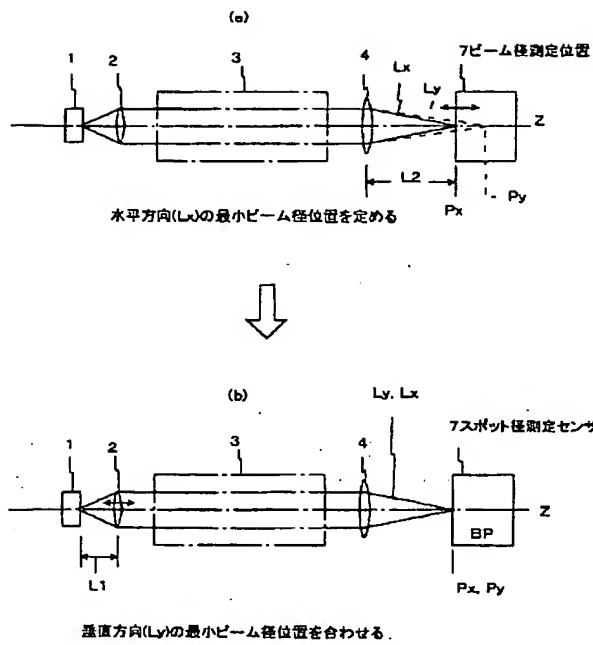 (a)
1
2
3
4
Lx
Ly
7ビーム径測定位置
Z
L2
Px
Py
水平方向(Lx)の最小ビーム径位置を定める
(b)
1
2
3
4
Ly, Lx
7スポット径測定センサ
Z
BP
L1
Px, Py
垂直方向(Ly)の最小ビーム径位置を合わせる.